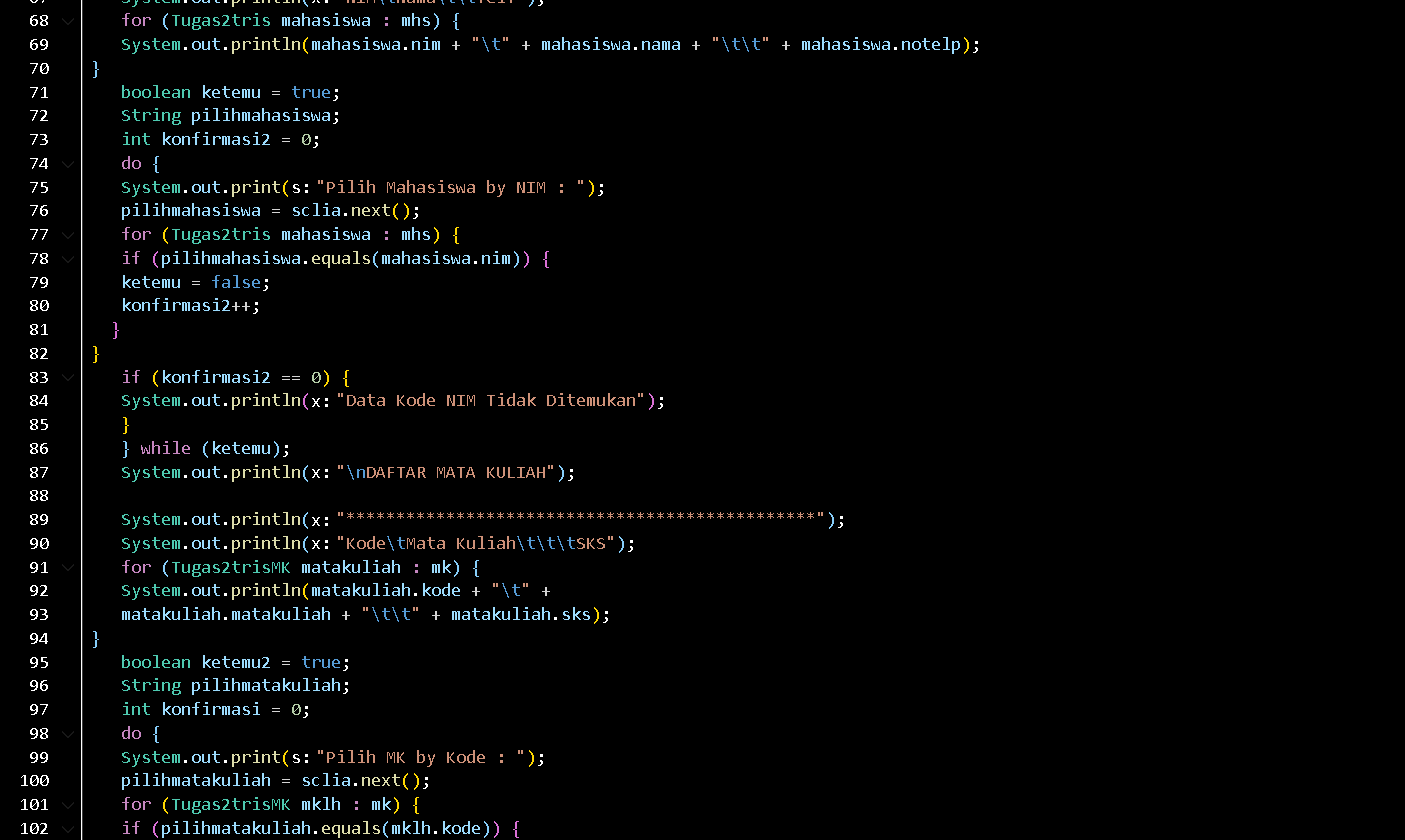 67 System.out.println(x:"NIM\tNama\t\tTelp");
68 for (Tugas2tris mahasiswa : mhs) {
69 System.out.println(mahasiswa.nim + "\t" + mahasiswa.nama + "\t\t" + mahasiswa.notelp);
70 }
71 boolean ketemu = true;
72 String pilihmahasiswa;
73 int konfirmasi2 = 0;
74 do {
75 System.out.print(s:"Pilih Mahasiswa by NIM : ");
76 pilihmahasiswa = sclia.next();
77 for (Tugas2tris mahasiswa : mhs) {
78 if (pilihmahasiswa.equals(mahasiswa.nim)) {
79 ketemu = false;
80 konfirmasi2++;
81 }
82 }
83 if (konfirmasi2 == 0) {
84 System.out.println(x:"Data Kode NIM Tidak Ditemukan");
85 }
86 } while (ketemu);
87 System.out.println(x:"\nDAFTAR MATA KULIAH");
88
89 System.out.println(x:"***********************************************");
90 System.out.println(x:"Kode\tMata Kuliah\t\t\tSKS");
91 for (Tugas2trisMK matakuliah : mk) {
92 System.out.println(matakuliah.kode + "\t" +
93 matakuliah.matakuliah + "\t\t" + matakuliah.sks);
94 }
95 boolean ketemu2 = true;
96 String pilihmatakuliah;
97 int konfirmasi = 0;
98 do {
99 System.out.print(s:"Pilih MK by Kode : ");
100 pilihmatakuliah = sclia.next();
101 for (Tugas2trisMK mklh : mk) {
102 if (pilihmatakuliah.equals(mklh.kode)) {